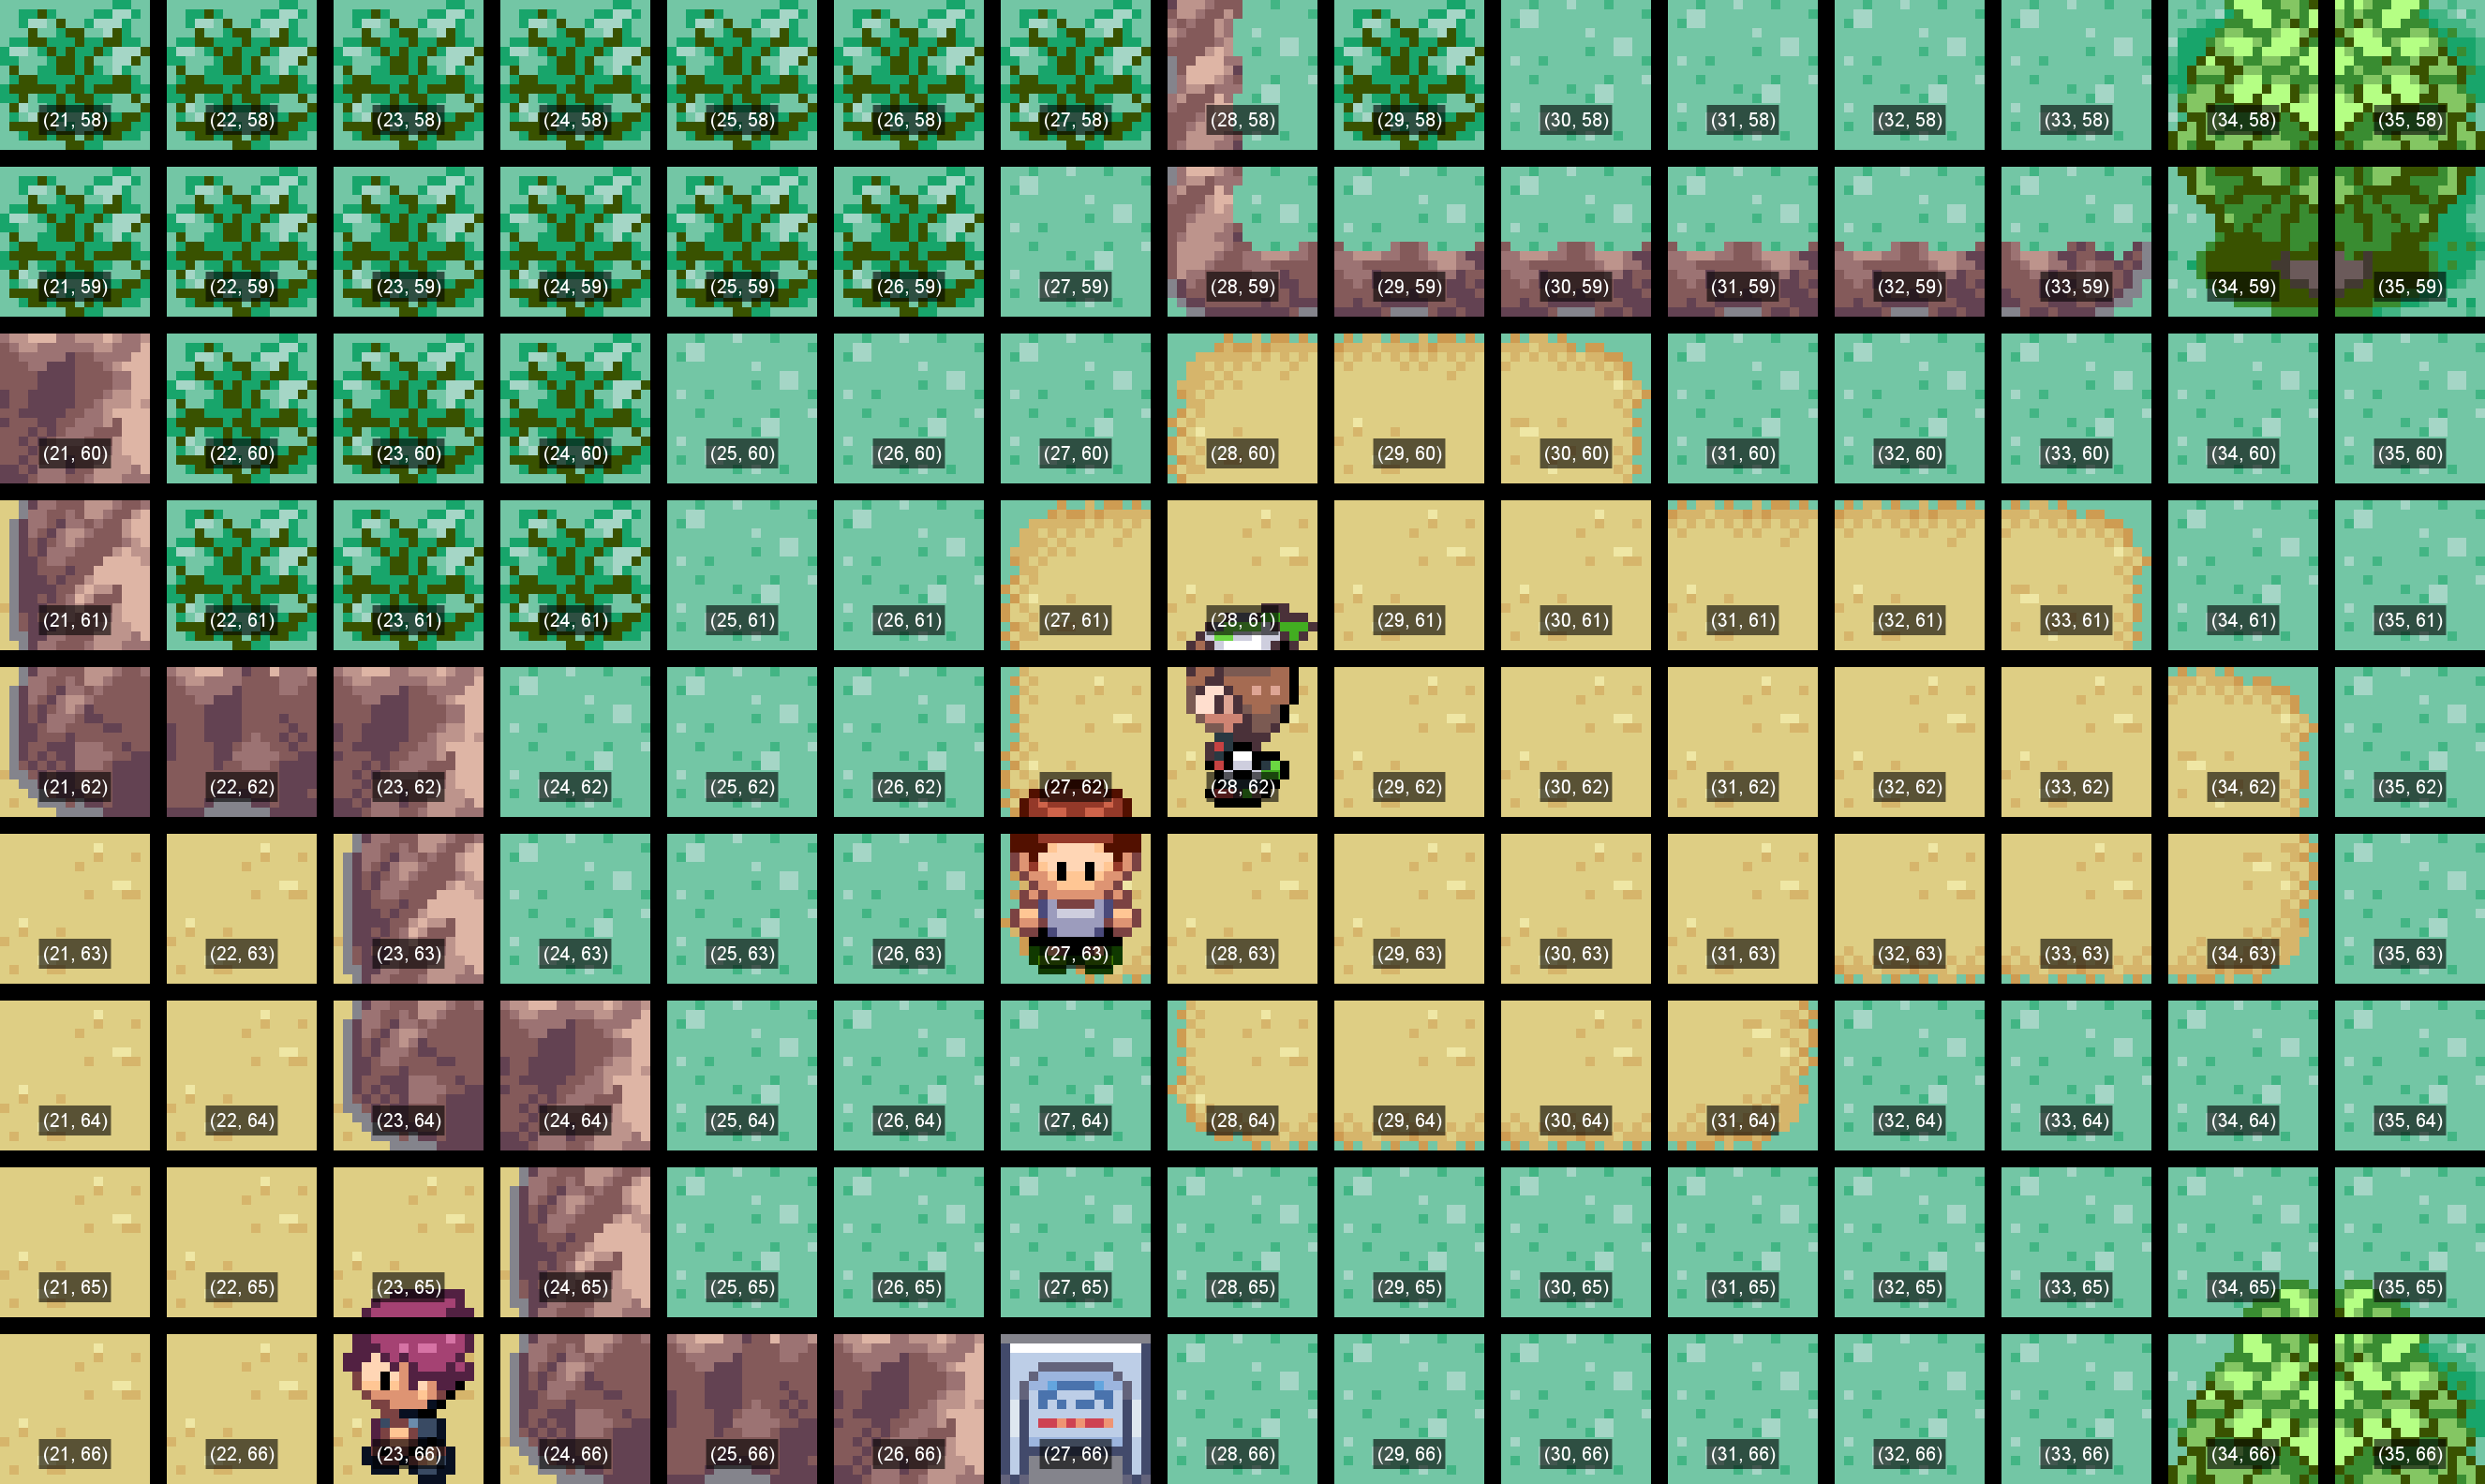 (21, 58) (22, 58) (23, 58) (24, 58) (25, 58) (26, 58) (27, 58) (28, 58) (29, 58) (30, 58) (31, 58) (32, 58) (33, 58) (34, 58) (35, 58)
(21, 59) (22, 59) (23, 59) (24, 59) (25, 59) (26, 59) (27, 59) (28, 59) (29, 59) (30, 59) (31, 59) (32, 59) (33, 59) (34, 59) (35, 59)
(21, 60) (22, 60) (23, 60) (24, 60) (25, 60) (26, 60) (27, 60) (28, 60) (29, 60) (30, 60) (31, 60) (32, 60) (33, 60) (34, 60) (35, 60)
(21, 61) (22, 61) (23, 61) (24, 61) (25, 61) (26, 61) (27, 61) (28, 61) (29, 61) (30, 61) (31, 61) (32, 61) (33, 61) (34, 61) (35, 61)
(21, 62) (22, 62) (23, 62) (24, 62) (25, 62) (26, 62) (27, 62) (28, 62) (29, 62) (30, 62) (31, 62) (32, 62) (33, 62) (34, 62) (35, 62)
(21, 63) (22, 63) (23, 63) (24, 63) (25, 63) (26, 63) (27, 63) (28, 63) (29, 63) (30, 63) (31, 63) (32, 63) (33, 63) (34, 63) (35, 63)
(21, 64) (22, 64) (23, 64) (24, 64) (25, 64) (26, 64) (27, 64) (28, 64) (29, 64) (30, 64) (31, 64) (32, 64) (33, 64) (34, 64) (35, 64)
(21, 65) (22, 65) (23, 65) (24, 65) (25, 65) (26, 65) (27, 65) (28, 65) (29, 65) (30, 65) (31, 65) (32, 65) (33, 65) (34, 65) (35, 65)
(21, 66) (22, 66) (23, 66) (24, 66) (25, 66) (26, 66) (27, 66) (28, 66) (29, 66) (30, 66) (31, 66) (32, 66) (33, 66) (34, 66) (35, 66)